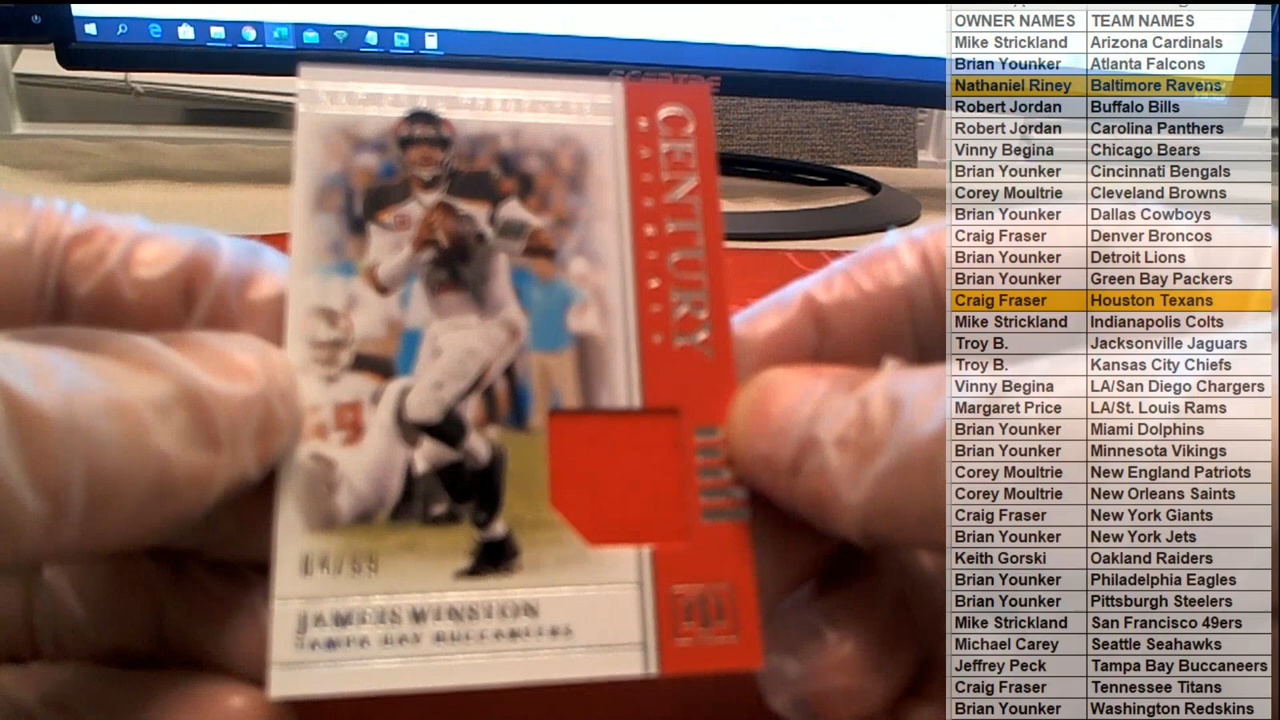 CENTURY
MATERIALS
JAMEIS WINSTON
TAMPA BAY BUCCANEERS
OWNER NAMES TEAM NAMES
Mike Strickland Arizona Cardinals
Brian Younker Atlanta Falcons
Nathaniel Riney Baltimore Ravens
Robert Jordan Buffalo Bills
Robert Jordan Carolina Panthers
Vinny Begina Chicago Bears
Brian Younker Cincinnati Bengals
Corey Moultrie Cleveland Browns
Brian Younker Dallas Cowboys
Craig Fraser Denver Broncos
Brian Younker Detroit Lions
Brian Younker Green Bay Packers
Craig Fraser Houston Texans
Mike Strickland Indianapolis Colts
Troy B. Jacksonville Jaguars
Troy B. Kansas City Chiefs
Vinny Begina LA/San Diego Chargers
Margaret Price LA/St. Louis Rams
Brian Younker Miami Dolphins
Brian Younker Minnesota Vikings
Corey Moultrie New England Patriots
Corey Moultrie New Orleans Saints
Craig Fraser New York Giants
Brian Younker New York Jets
Keith Gorski Oakland Raiders
Brian Younker Philadelphia Eagles
Brian Younker Pittsburgh Steelers
Mike Strickland San Francisco 49ers
Michael Carey Seattle Seahawks
Jeffrey Peck Tampa Bay Buccaneers
Craig Fraser Tennessee Titans
Brian Younker Washington Redskins